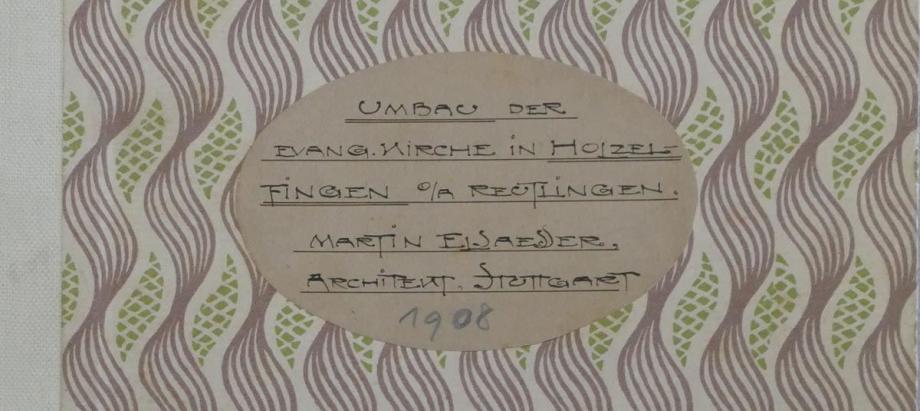 UMBAU DER
EVANG. KIRCHE IN HOLZEL=
FINGEN O/A REUTLINGEN.
MARTIN ELSAESSER,
ARCHITEKT. STUTTGART
1908